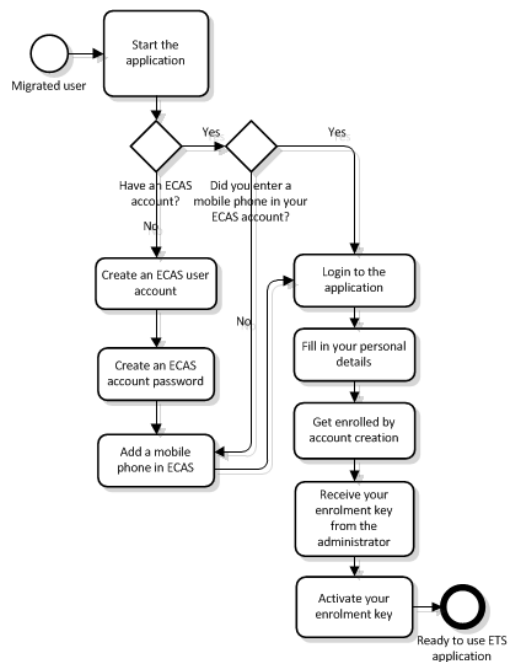 Start the
application
Migrated user
Yes
Yes
Have an ECAS
account?
Did you enter a
mobile phone in your
ECAS account?
No
Create an ECAS user
account
Login to the
application
No
Fill in your personal
details
Create an ECAS
account password
Get enrolled by
account creation
Add a mobile
phone in ECAS
Receive your
enrolment key
from the
administrator
Activate your
enrolment key
Ready to use ETS
application